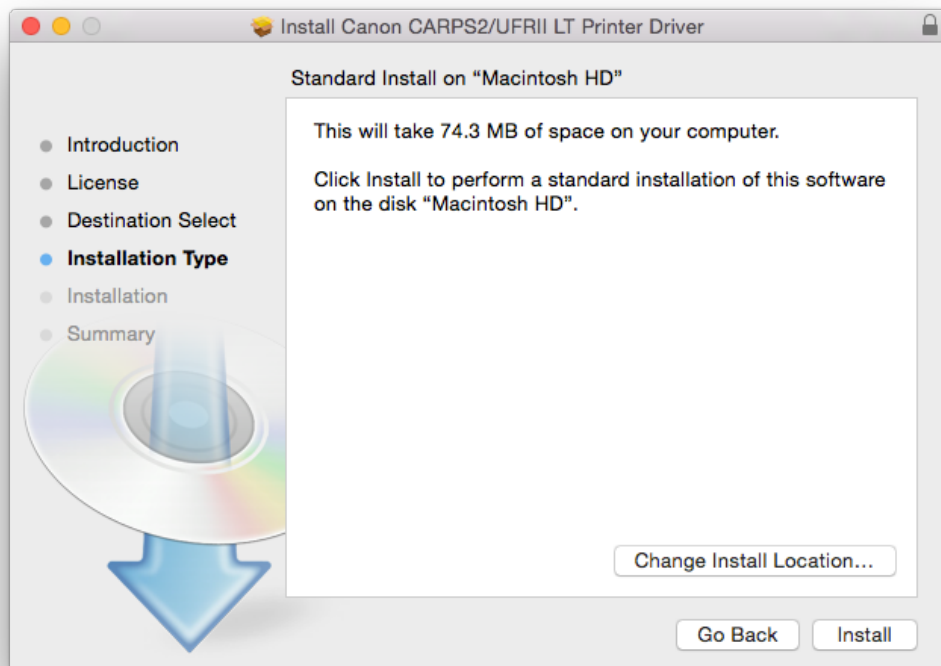 Install Canon CARPS2/UFRII LT Printer Driver
Standard Install on “Macintosh HD”
Introduction
License
Destination Select
Installation Type
Installation
Summary
This will take 74.3 MB of space on your computer.
Click Install to perform a standard installation of this software
on the disk “Macintosh HD”.
Change Install Location...
Go Back
Install